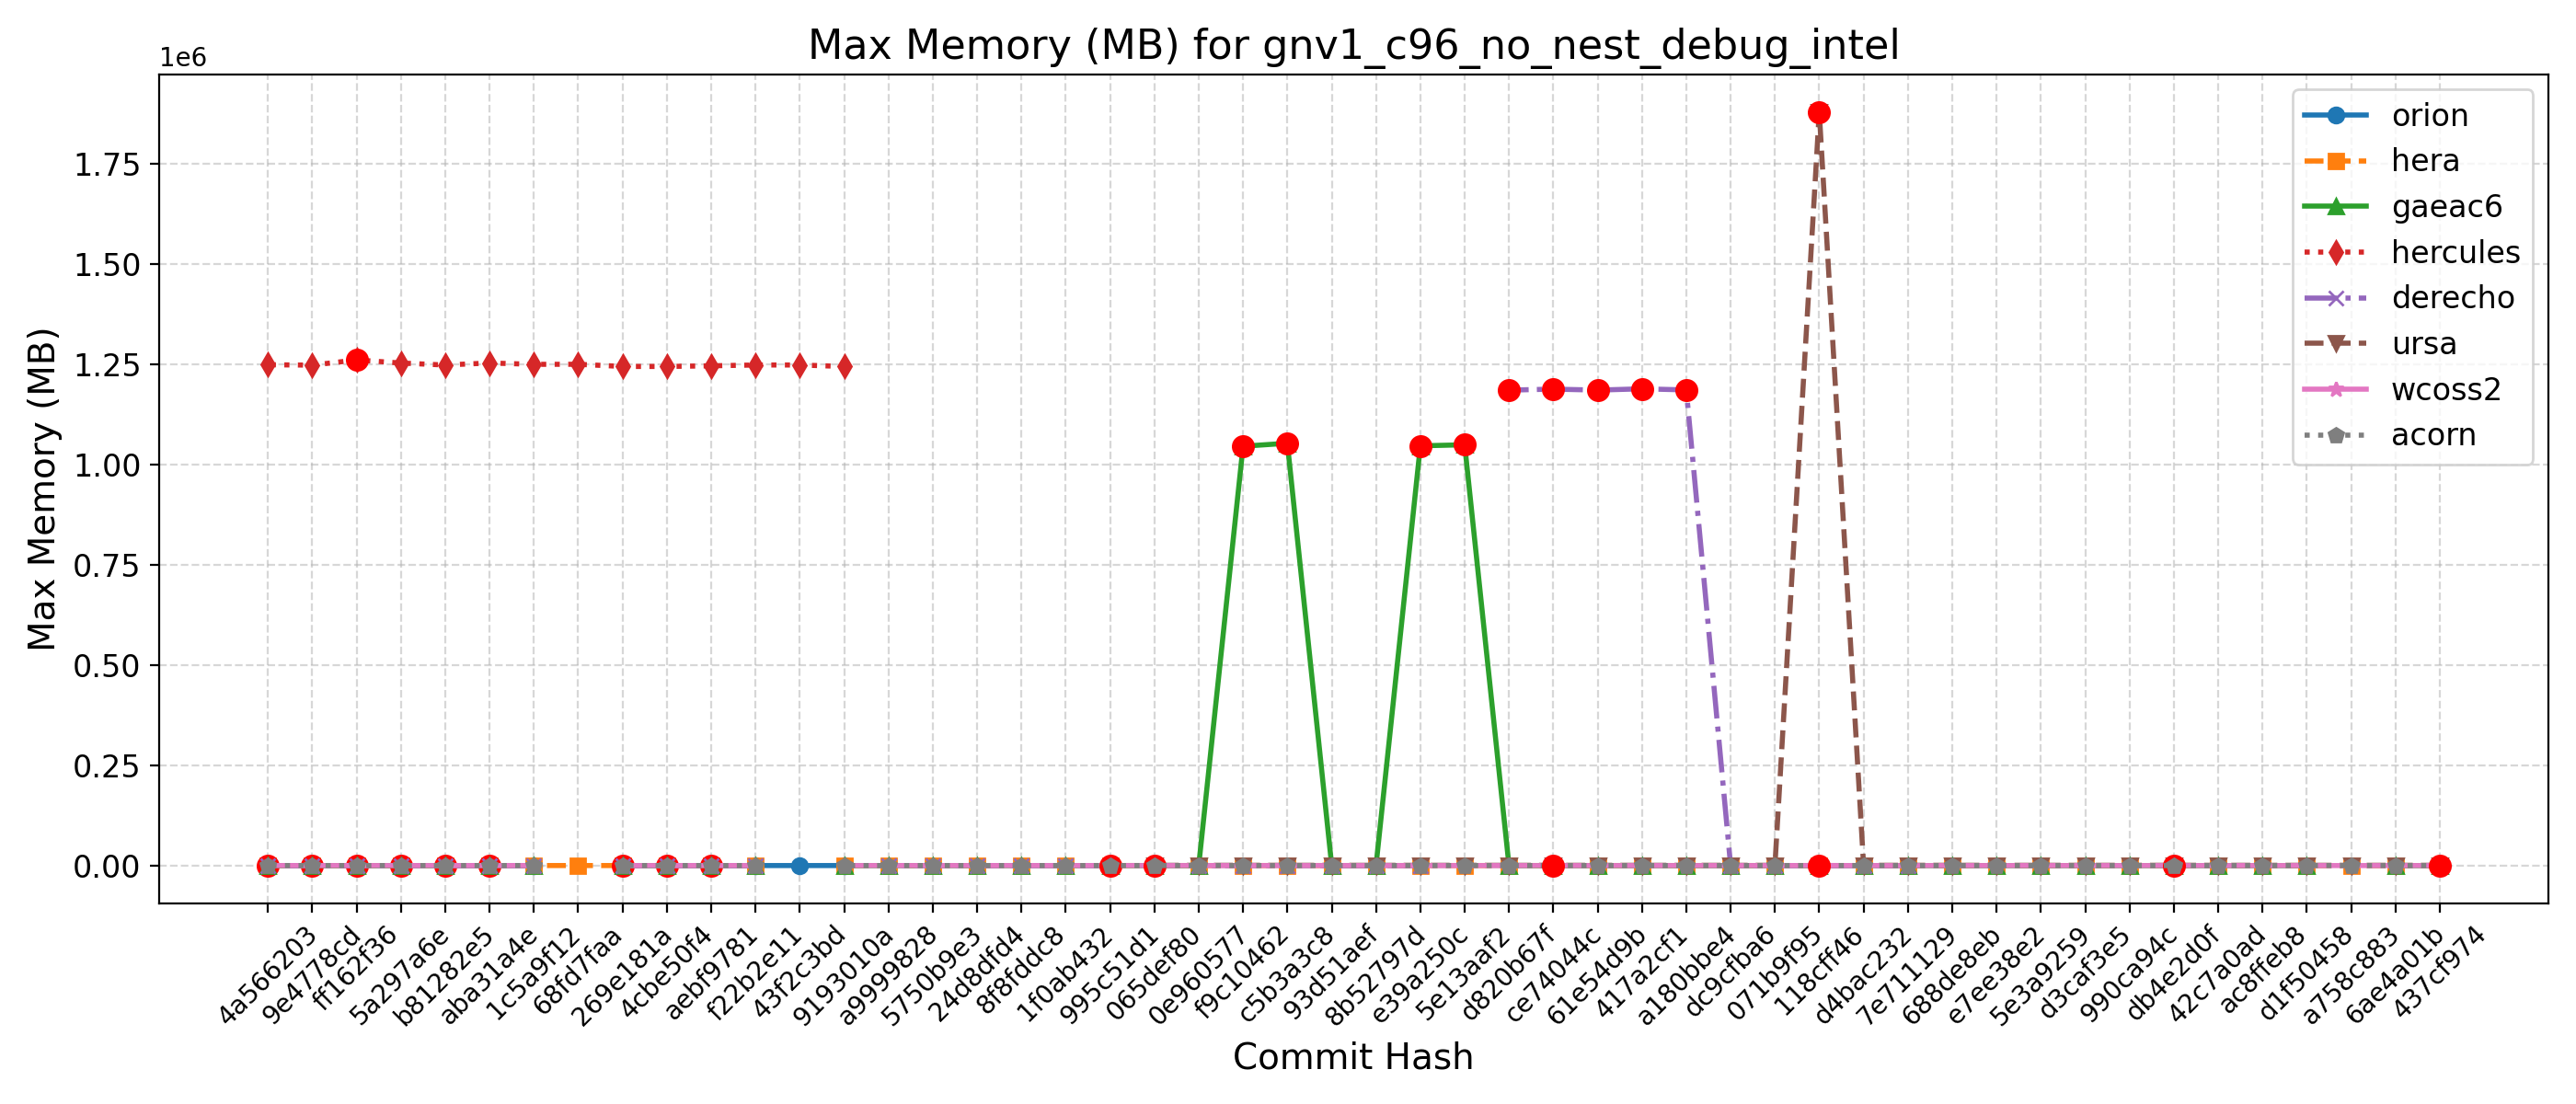 Max Memory (MB) for gnv1_c96_no_nest_debug_intel
1e6
1.75
1.50
1.25
1.00
0.75
0.50
0.25
0.00
Max Memory (MB)
orion
hera
gaeac6
hercules
derecho
ursa
wcoss2
acorn
4a566203
9e4778cd
ff162f36
5a297a6e
b81282e5
aba31a4e
1c5a9f12
68fd7faa
269e181a
4cbe50f4
aebf9781
f22b2e11
43f2c3bd
9193010a
a9999828
5750b9e3
24d8dfd4
8f8fddc8
1f0ab432
995c51d1
065def80
0e960577
f9c10462
c5b3a3c8
93d51aef
8b52797d
e39a250c
5e13aaf2
d820b67f
ce74044c
61e54d9b
417a2cf1
a180bbe4
dc9cfba6
071b9f95
118cff46
d4bac232
7e711129
688de8eb
e7ee38e2
5e3a9259
d3caf3e5
990ca94c
db4e2d0f
42c7a0ad
ac8ffeb8
d1f50458
a758c883
6ae4a01b
437cf974
Commit Hash